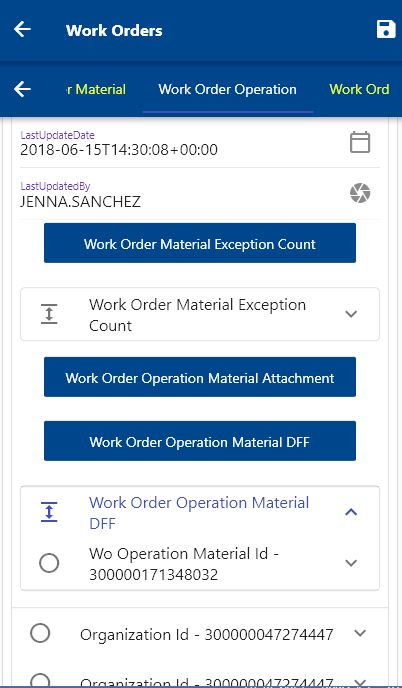 Work Orders
r Material
Work Order Operation
Work Ord
LastUpdateDate
2018-06-15T14:30:08+00:00
LastUpdatedBy
JENNA.SANCHEZ
Work Order Material Exception Count
Work Order Material Exception
Count
Work Order Operation Material Attachment
Work Order Operation Material DFF
Work Order Operation Material
DFF
Wo Operation Material Id -
300000171348032
Organization Id - 300000047274447
Organization Id - 300000047274447